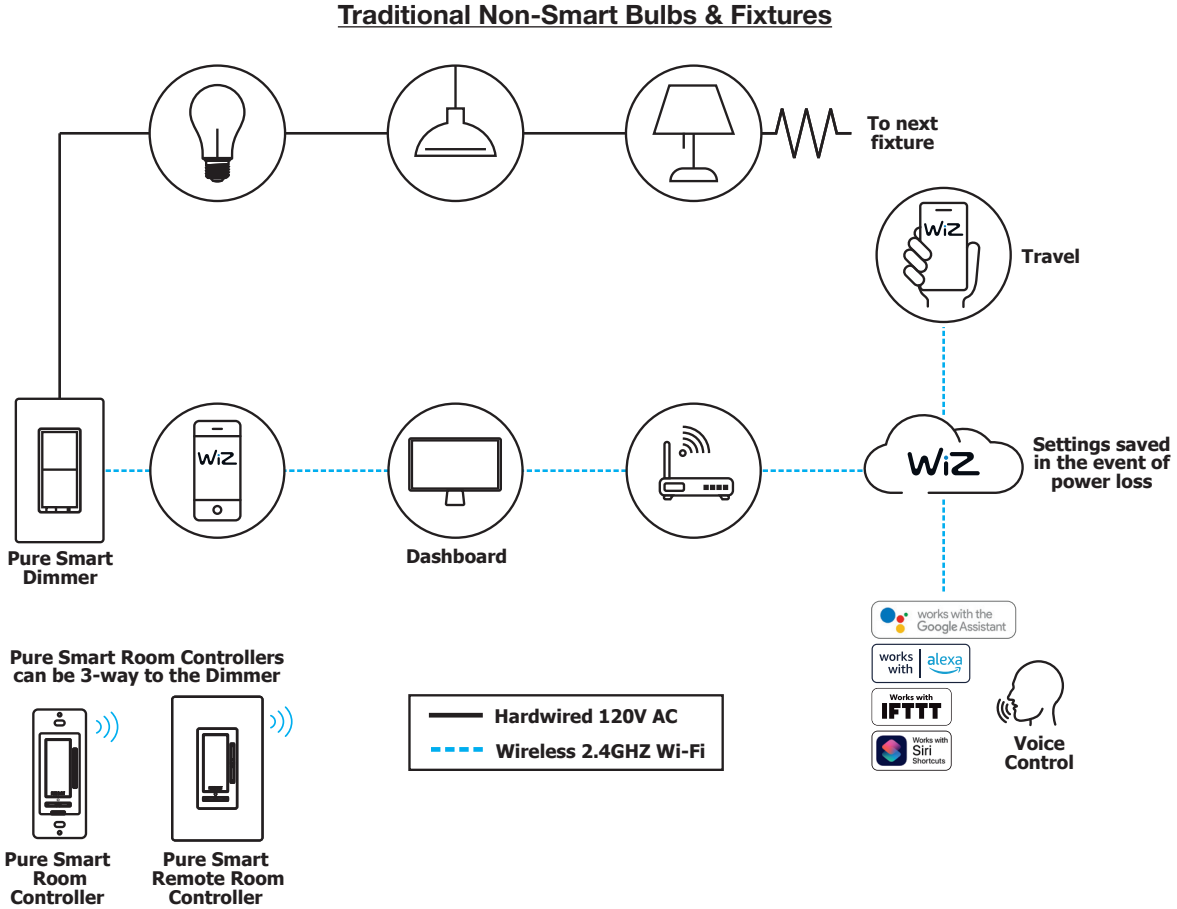 Traditional Non-Smart Bulbs & Fixtures
To next
fixture
WiZ
Travel
WiZ
WiZ
Settings saved
in the event of
power loss
Pure Smart
Dimmer
Dashboard
works with the
Google Assistant
works
with
alexa
Works with
IFTTT
Works with
Siri
Shortcuts
Voice
Control
Pure Smart Room Controllers
can be 3-way to the Dimmer
Hardwired 120V AC
Wireless 2.4GHZ Wi-Fi
Pure Smart
Room
Controller
Pure Smart
Remote Room
Controller